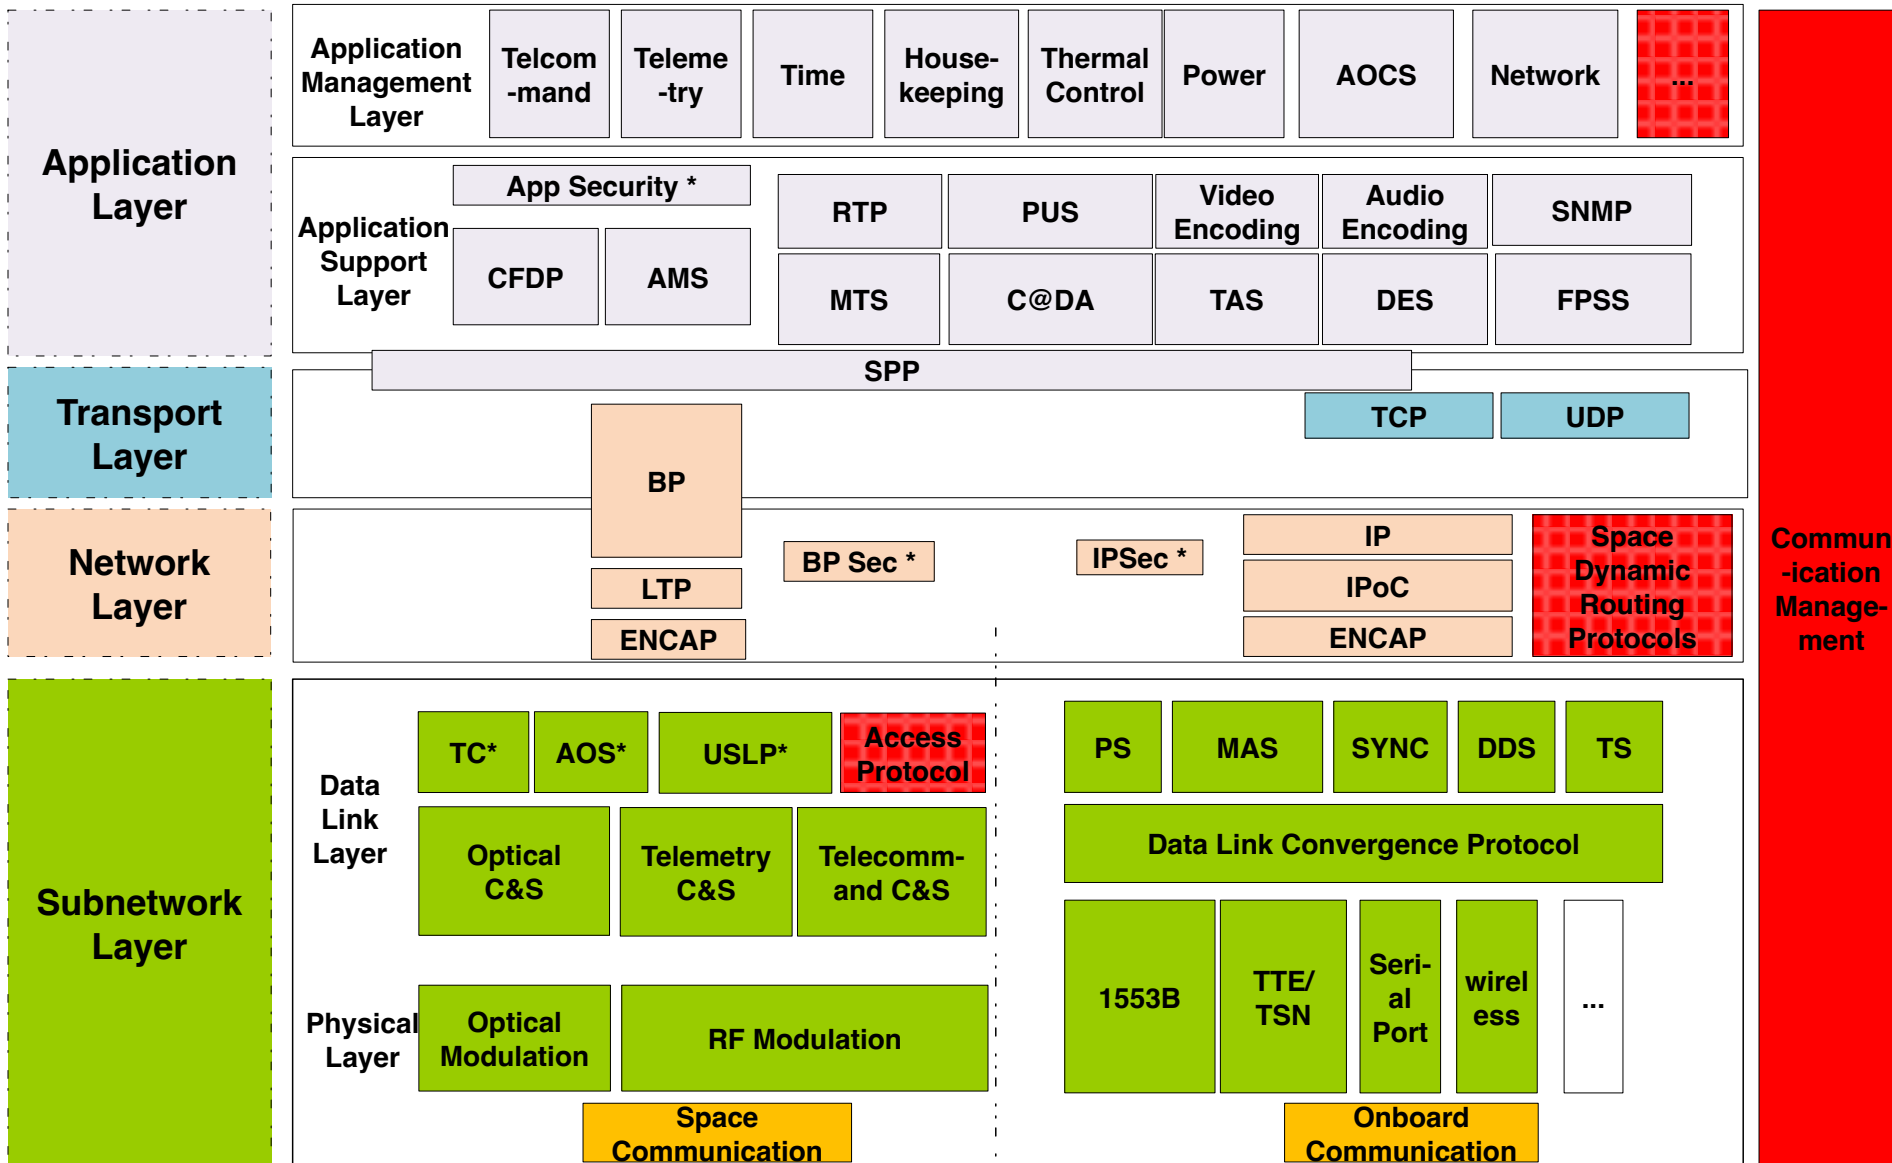 Application
Layer
Application
Management
Layer
Telcom
-mand
Teleme
-try
Time
House-
keeping
Thermal
Control
Power
AOCS
Network
...
Application
Support
Layer
App Security *
CFDP
AMS
RTP
PUS
Video
Encoding
Audio
Encoding
SNMP
MTS
C@DA
TAS
DES
FPSS
SPP
Transport
Layer
TCP
UDP
BP
Network
Layer
LTP
ENCAP
BP Sec *
IPSec *
IP
IPoC
ENCAP
Space
Dynamic
Routing
Protocols
Subnetwork
Layer
Data
Link
Layer
TC*
AOS*
USLP*
Access
Protocol
Optical
C&S
Telemetry
C&S
Telecomm-
and C&S
Physical
Layer
Optical
Modulation
RF Modulation
Space
Communication
PS
MAS
SYNC
DDS
TS
Data Link Convergence Protocol
1553B
TTE/
TSN
Seri-
al
Port
wirel
ess
...
Onboard
Communication
Commun
-ication
Manage-
ment